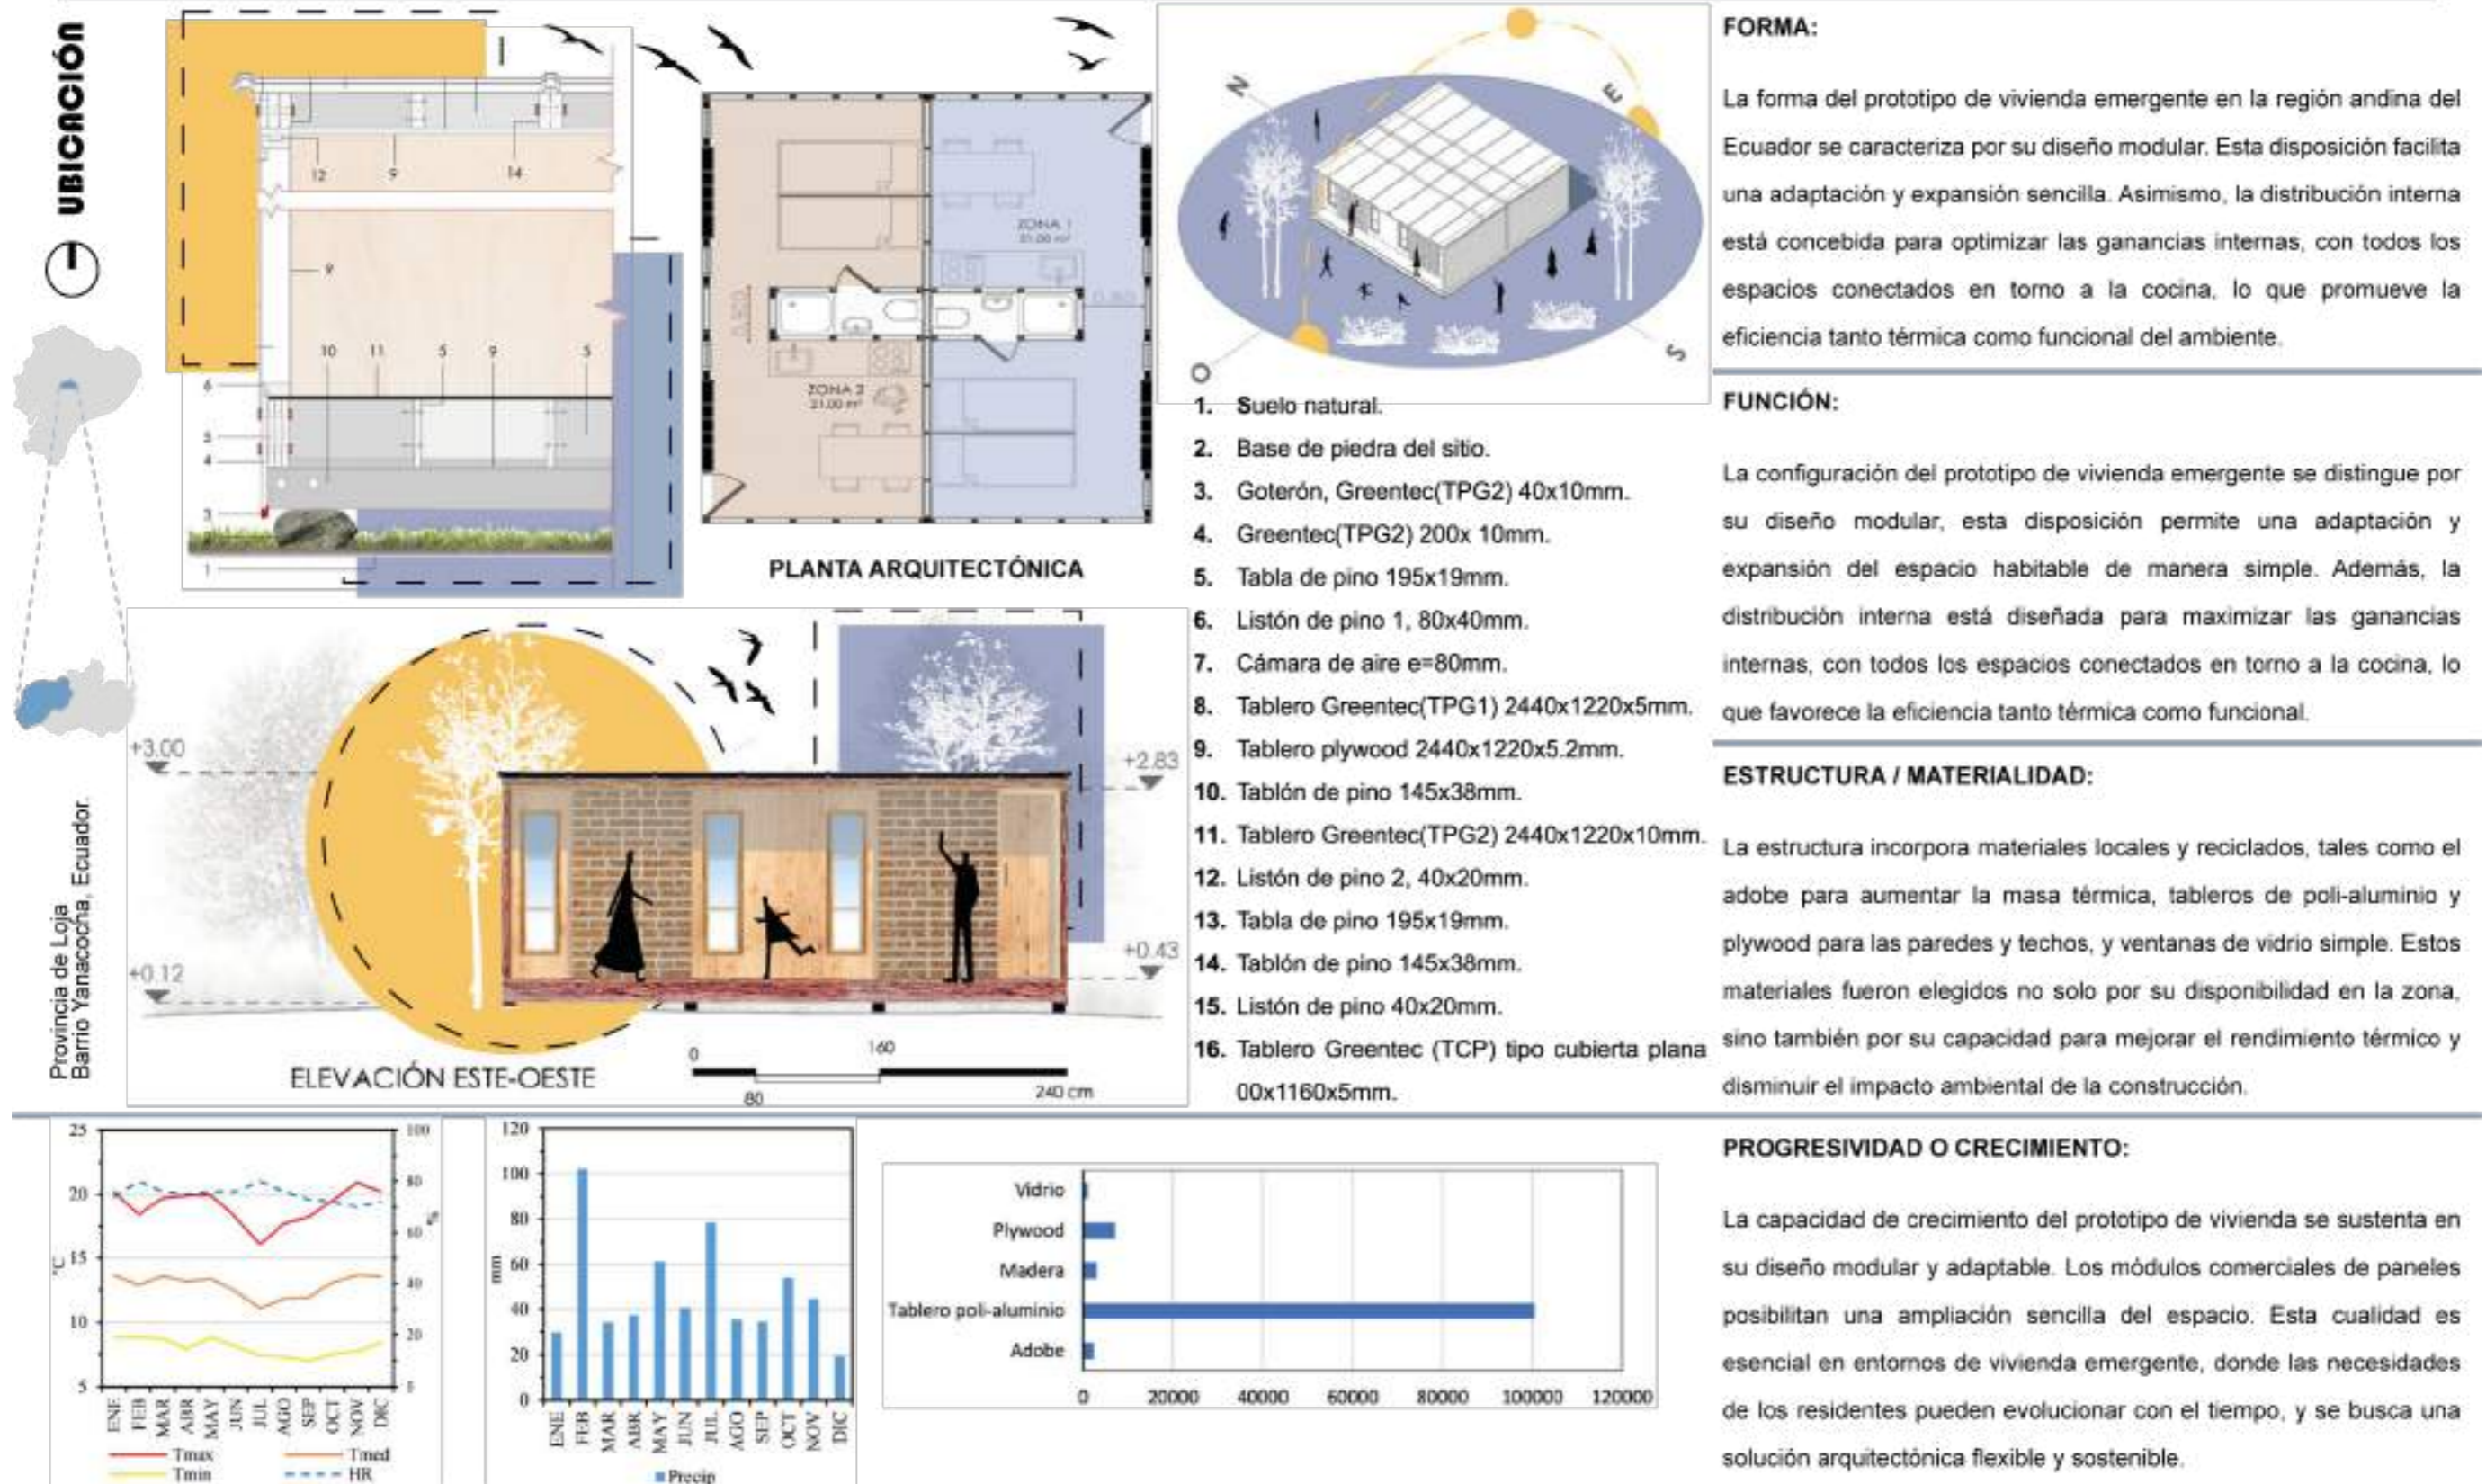 UBICACIÓN
Provincia de Loja
Barrio Yanacocha, Ecuador.
12
9
14
9
10
11
5
9
5
6
5
4
3
1
ZONA 1
21.00 m²
0.80
ZONA 2
21.00 m²
PLANTA ARQUITECTÓNICA
N
E
S
O
1. Suelo natural.
2. Base de piedra del sitio.
3. Goterón, Greentec(TPG2) 40x10mm.
4. Greentec(TPG2) 200x 10mm.
5. Tabla de pino 195x19mm.
6. Listón de pino 1, 80x40mm.
7. Cámara de aire e=80mm.
8. Tablero Greentec(TPG1) 2440x1220x5mm.
9. Tablero plywood 2440x1220x5.2mm.
10. Tablón de pino 145x38mm.
11. Tablero Greentec(TPG2) 2440x1220x10mm.
12. Listón de pino 2, 40x20mm.
13. Tabla de pino 195x19mm.
14. Tablón de pino 145x38mm.
15. Listón de pino 40x20mm.
16. Tablero Greentec (TCP) tipo cubierta plana
00x1160x5mm.
+3.00
+2.83
+0.43
+0.12
ELEVACIÓN ESTE-OESTE
0
160
80
240 cm
FORMA:
La forma del prototipo de vivienda emergente en la región andina del
Ecuador se caracteriza por su diseño modular. Esta disposición facilita
una adaptación y expansión sencilla. Asimismo, la distribución interna
está concebida para optimizar las ganancias internas, con todos los
espacios conectados en torno a la cocina, lo que promueve la
eficiencia tanto térmica como funcional del ambiente.
FUNCIÓN:
La configuración del prototipo de vivienda emergente se distingue por
su diseño modular, esta disposición permite una adaptación y
expansión del espacio habitable de manera simple. Además, la
distribución interna está diseñada para maximizar las ganancias
internas, con todos los espacios conectados en torno a la cocina, lo
que favorece la eficiencia tanto térmica como funcional.
ESTRUCTURA / MATERIALIDAD:
La estructura incorpora materiales locales y reciclados, tales como el
adobe para aumentar la masa térmica, tableros de poli-aluminio y
plywood para las paredes y techos, y ventanas de vidrio simple. Estos
materiales fueron elegidos no solo por su disponibilidad en la zona,
sino también por su capacidad para mejorar el rendimiento térmico y
disminuir el impacto ambiental de la construcción.
25
20
15
10
5
°C
100
80
60
40
20
0
%
ENE FEB MAR ABR MAY JUN JUL AGO SEP OCT NOV DIC
Tmax
Tmed
Tmin
HR
120
100
80
60
40
20
0
mm
ENE FEB MAR ABR MAY JUN JUL AGO SEP OCT NOV DIC
Precip
Vidrio
Plywood
Madera
Tablero poli-aluminio
Adobe
0 20000 40000 60000 80000 100000 120000
PROGRESIVIDAD O CRECIMIENTO:
La capacidad de crecimiento del prototipo de vivienda se sustenta en
su diseño modular y adaptable. Los módulos comerciales de paneles
posibilitan una ampliación sencilla del espacio. Esta cualidad es
esencial en entornos de vivienda emergente, donde las necesidades
de los residentes pueden evolucionar con el tiempo, y se busca una
solución arquitectónica flexible y sostenible.